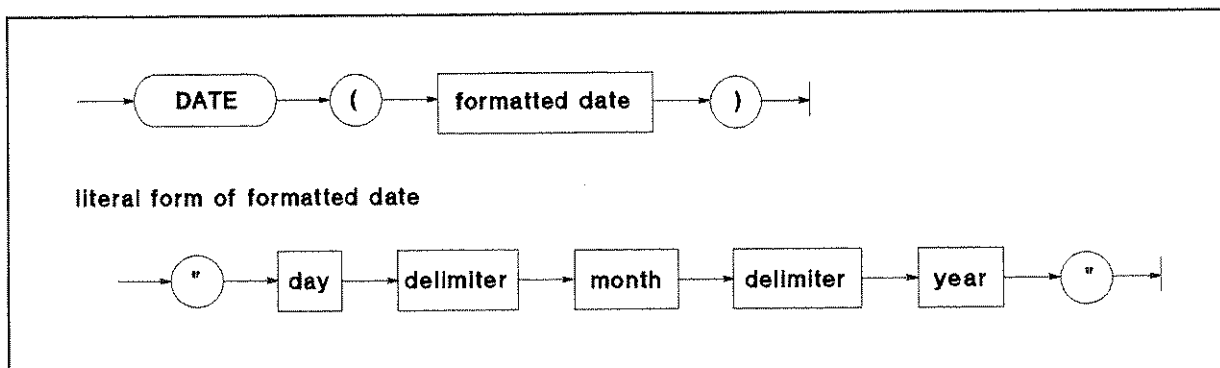 DATE ( formatted date )
literal form of formatted date
" day delimiter month delimiter year "